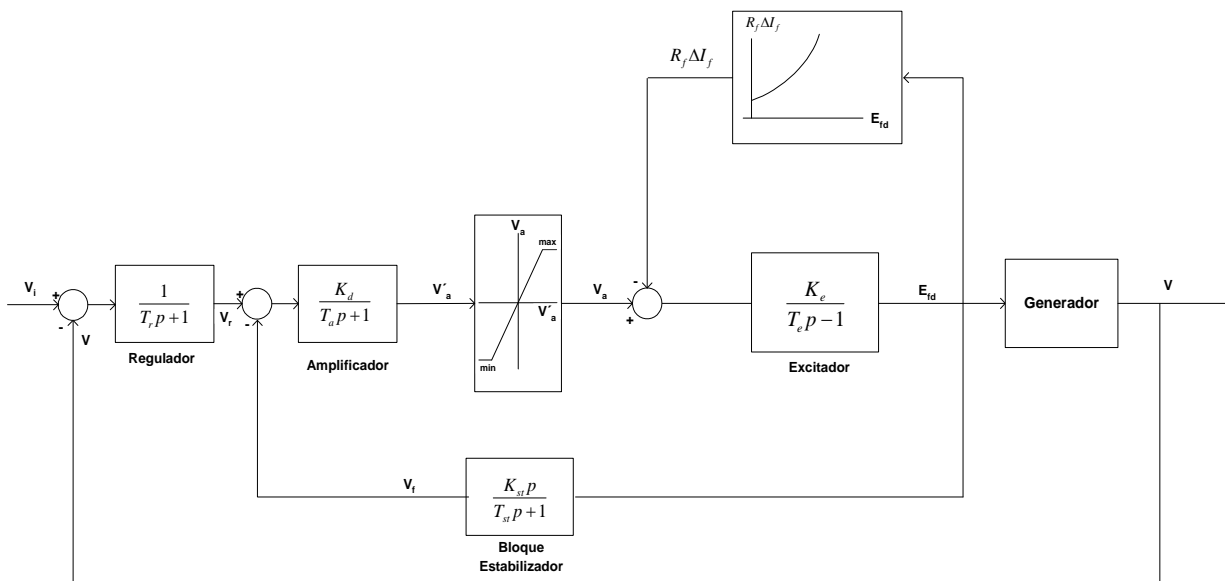 R_f ΔI_f
E_fd
R_f ΔI_f
V_i
+
-
V
1
T_r p + 1
Regulador
V_r
+
-
K_d
T_a p + 1
Amplificador
V´_a
V_a
max
V´_a
min
V_a
-
+
K_e
T_e p − 1
Excitador
E_fd
Generador
V
V_f
K_st p
T_st p + 1
Bloque
Estabilizador